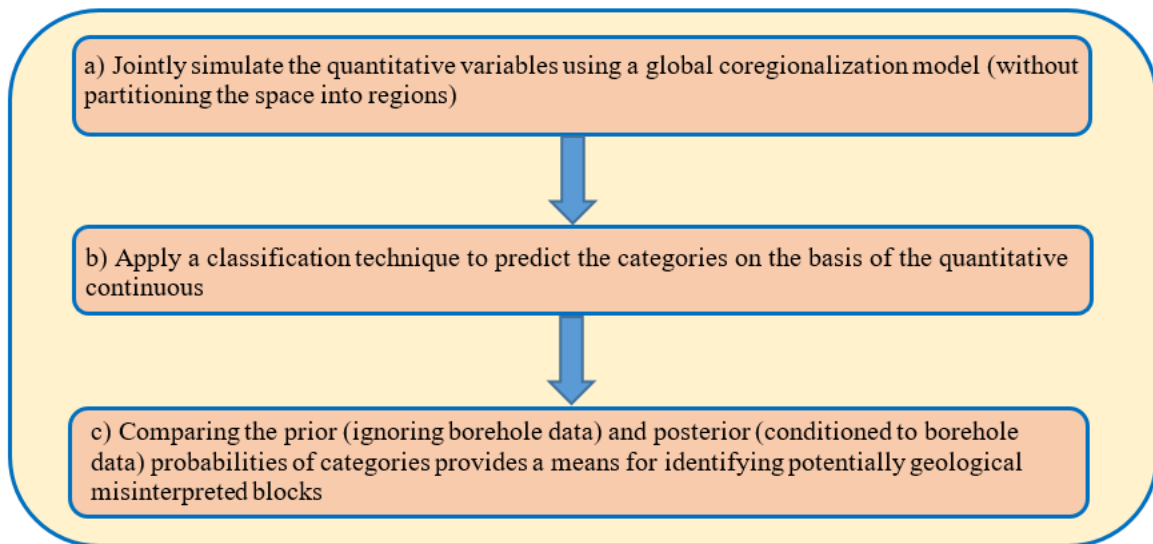 a) Jointly simulate the quantitative variables using a global coregionalization model (without
partitioning the space into regions)
b) Apply a classification technique to predict the categories on the basis of the quantitative
continuous
c) Comparing the prior (ignoring borehole data) and posterior (conditioned to borehole
data) probabilities of categories provides a means for identifying potentially geological
misinterpreted blocks